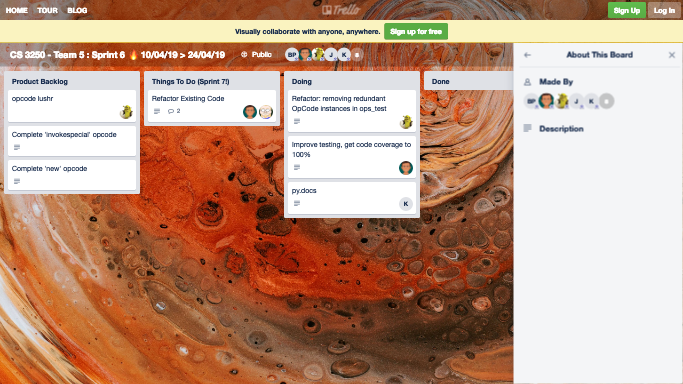 HOME TOUR BLOG
Trello
Sign Up Log In
Visually collaborate with anyone, anywhere. Sign up for free
CS 3250 - Team 5 : Sprint 6 🔥 10/04/19 > 24/04/19
Public
BP J K
About This Board
Made By
BP J K
Description
Product Backlog
opcode lushr
Complete 'invokespecial' opcode
Complete 'new' opcode
Things To Do (Sprint 7!)
Refactor Existing Code
2
Doing
Refactor: removing redundant
OpCode instances in ops_test
Improve testing, get code coverage to
100%
py.docs
K
Done